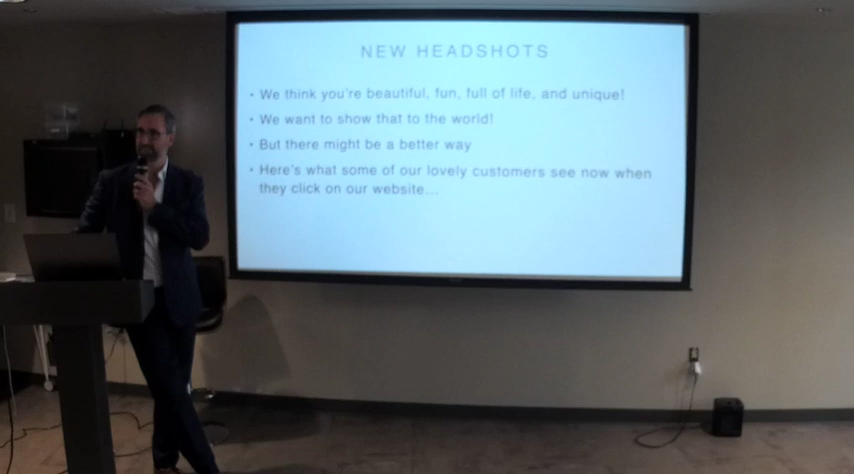 NEW HEADSHOTS
• We think you're beautiful, fun, full of life, and unique!
• We want to show that to the world!
• But there might be a better way
• Here's what some of our lovely customers see now when
they click on our website...